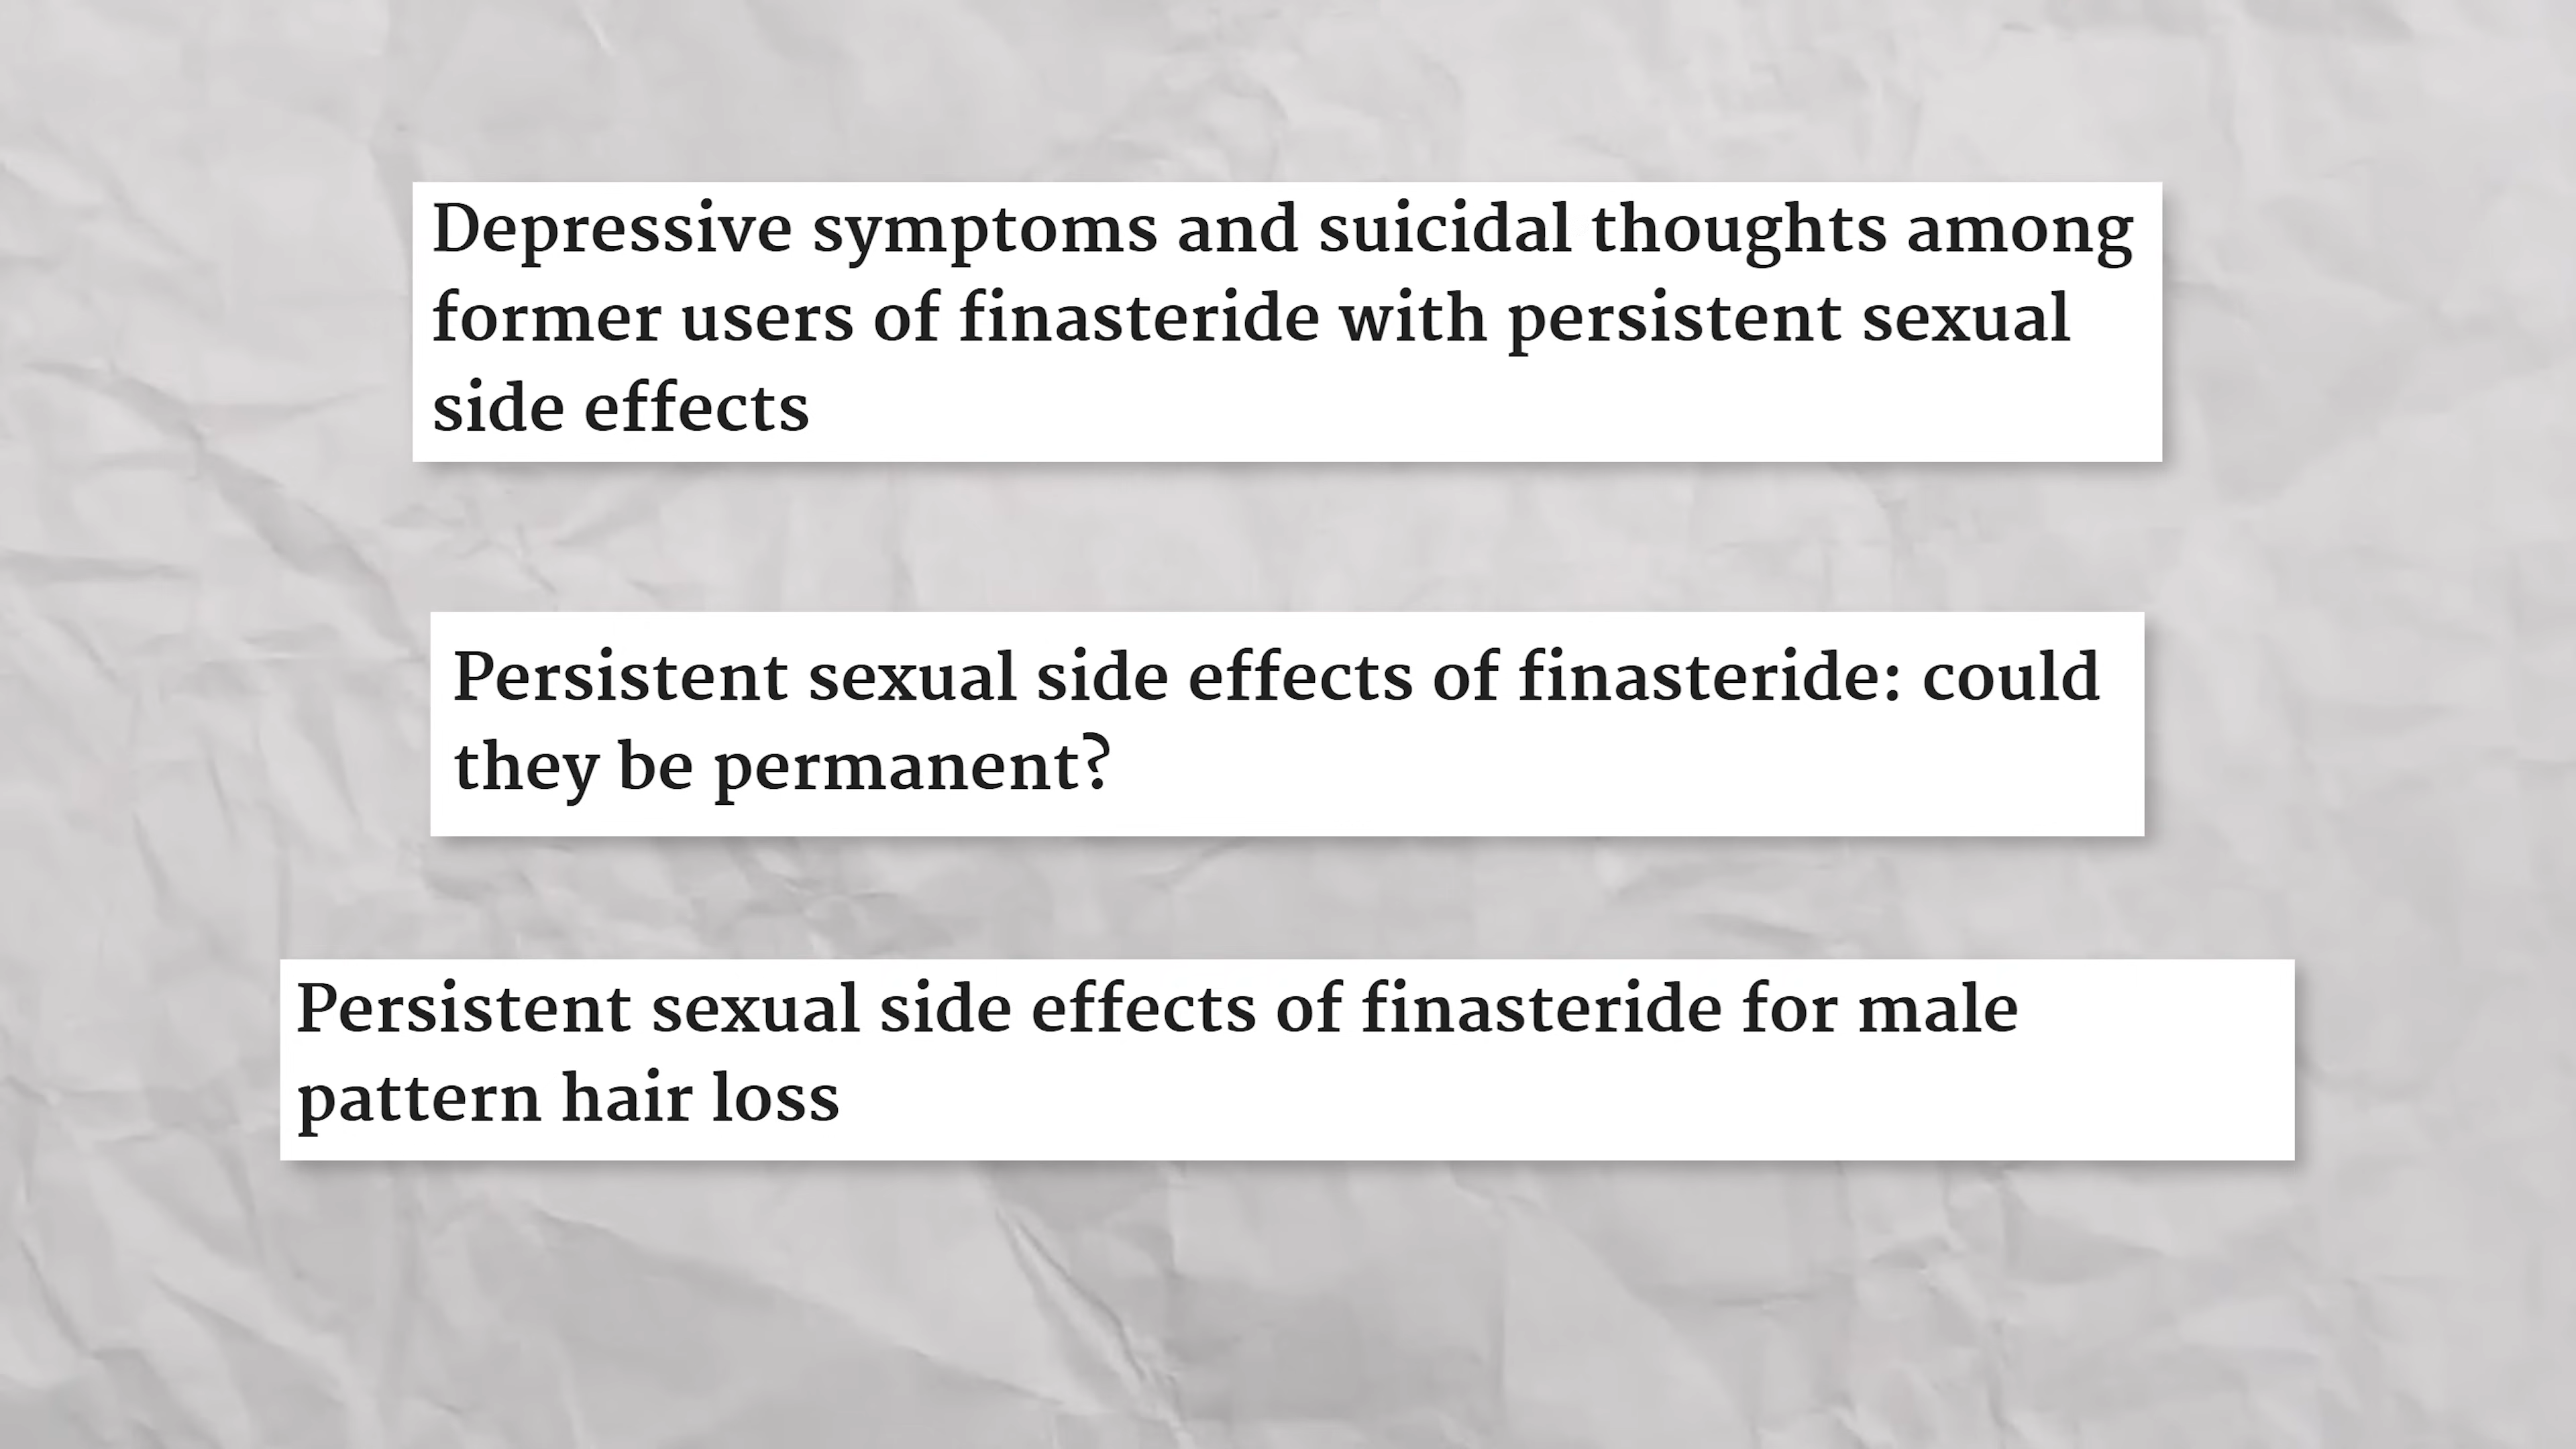 Depressive symptoms and suicidal thoughts among
former users of finasteride with persistent sexual
side effects
Persistent sexual side effects of finasteride: could
they be permanent?
Persistent sexual side effects of finasteride for male
pattern hair loss